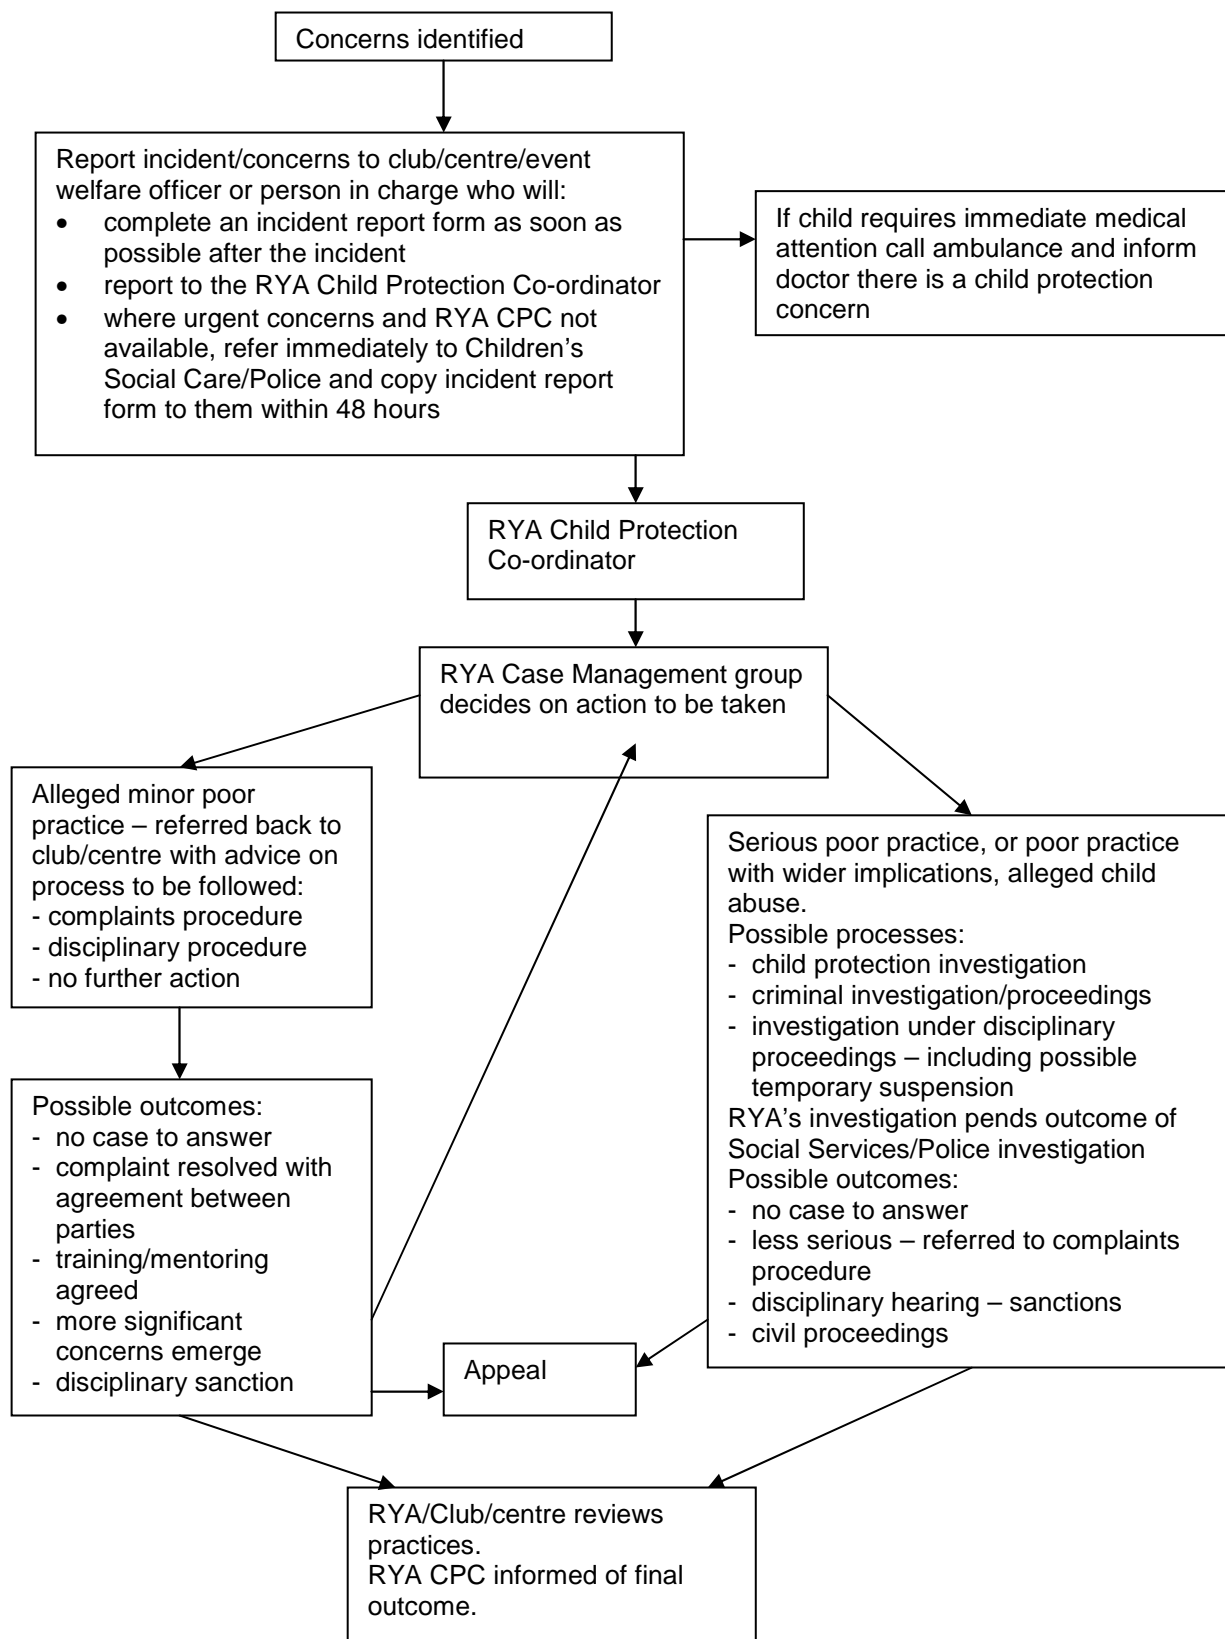 Concerns identified
Report incident/concerns to club/centre/event
welfare officer or person in charge who will:
• complete an incident report form as soon as
possible after the incident
• report to the RYA Child Protection Co-ordinator
• where urgent concerns and RYA CPC not
available, refer immediately to Children’s
Social Care/Police and copy incident report
form to them within 48 hours
If child requires immediate medical
attention call ambulance and inform
doctor there is a child protection
concern
RYA Child Protection
Co-ordinator
RYA Case Management group
decides on action to be taken
Alleged minor poor
practice – referred back to
club/centre with advice on
process to be followed:
- complaints procedure
- disciplinary procedure
- no further action
Serious poor practice, or poor practice
with wider implications, alleged child
abuse.
Possible processes:
- child protection investigation
- criminal investigation/proceedings
- investigation under disciplinary
proceedings – including possible
temporary suspension
RYA’s investigation pends outcome of
Social Services/Police investigation
Possible outcomes:
- no case to answer
- less serious – referred to complaints
procedure
- disciplinary hearing – sanctions
- civil proceedings
Possible outcomes:
- no case to answer
- complaint resolved with
agreement between
parties
- training/mentoring
agreed
- more significant
concerns emerge
- disciplinary sanction
Appeal
RYA/Club/centre reviews
practices.
RYA CPC informed of final
outcome.